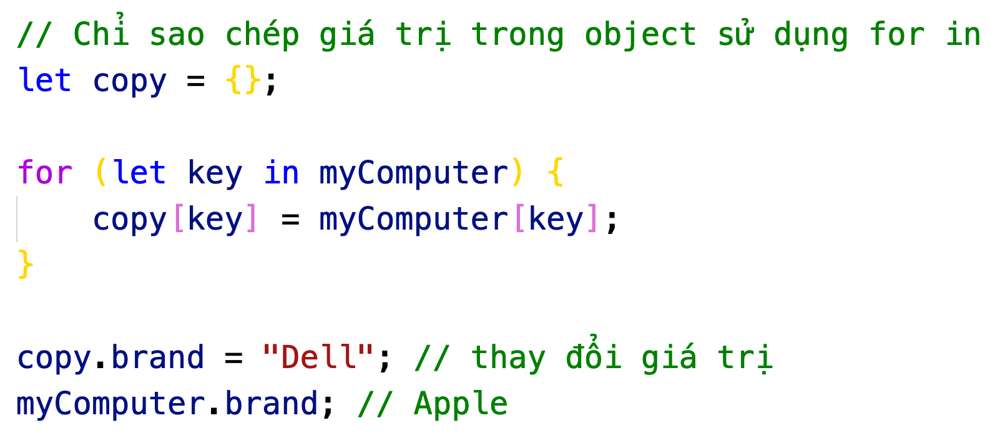 // Chỉ sao chép giá trị trong object sử dụng for in
let copy = {};
for (let key in myComputer) {
copy[key] = myComputer[key];
}
copy.brand = "Dell"; // thay đổi giá trị
myComputer.brand; // Apple